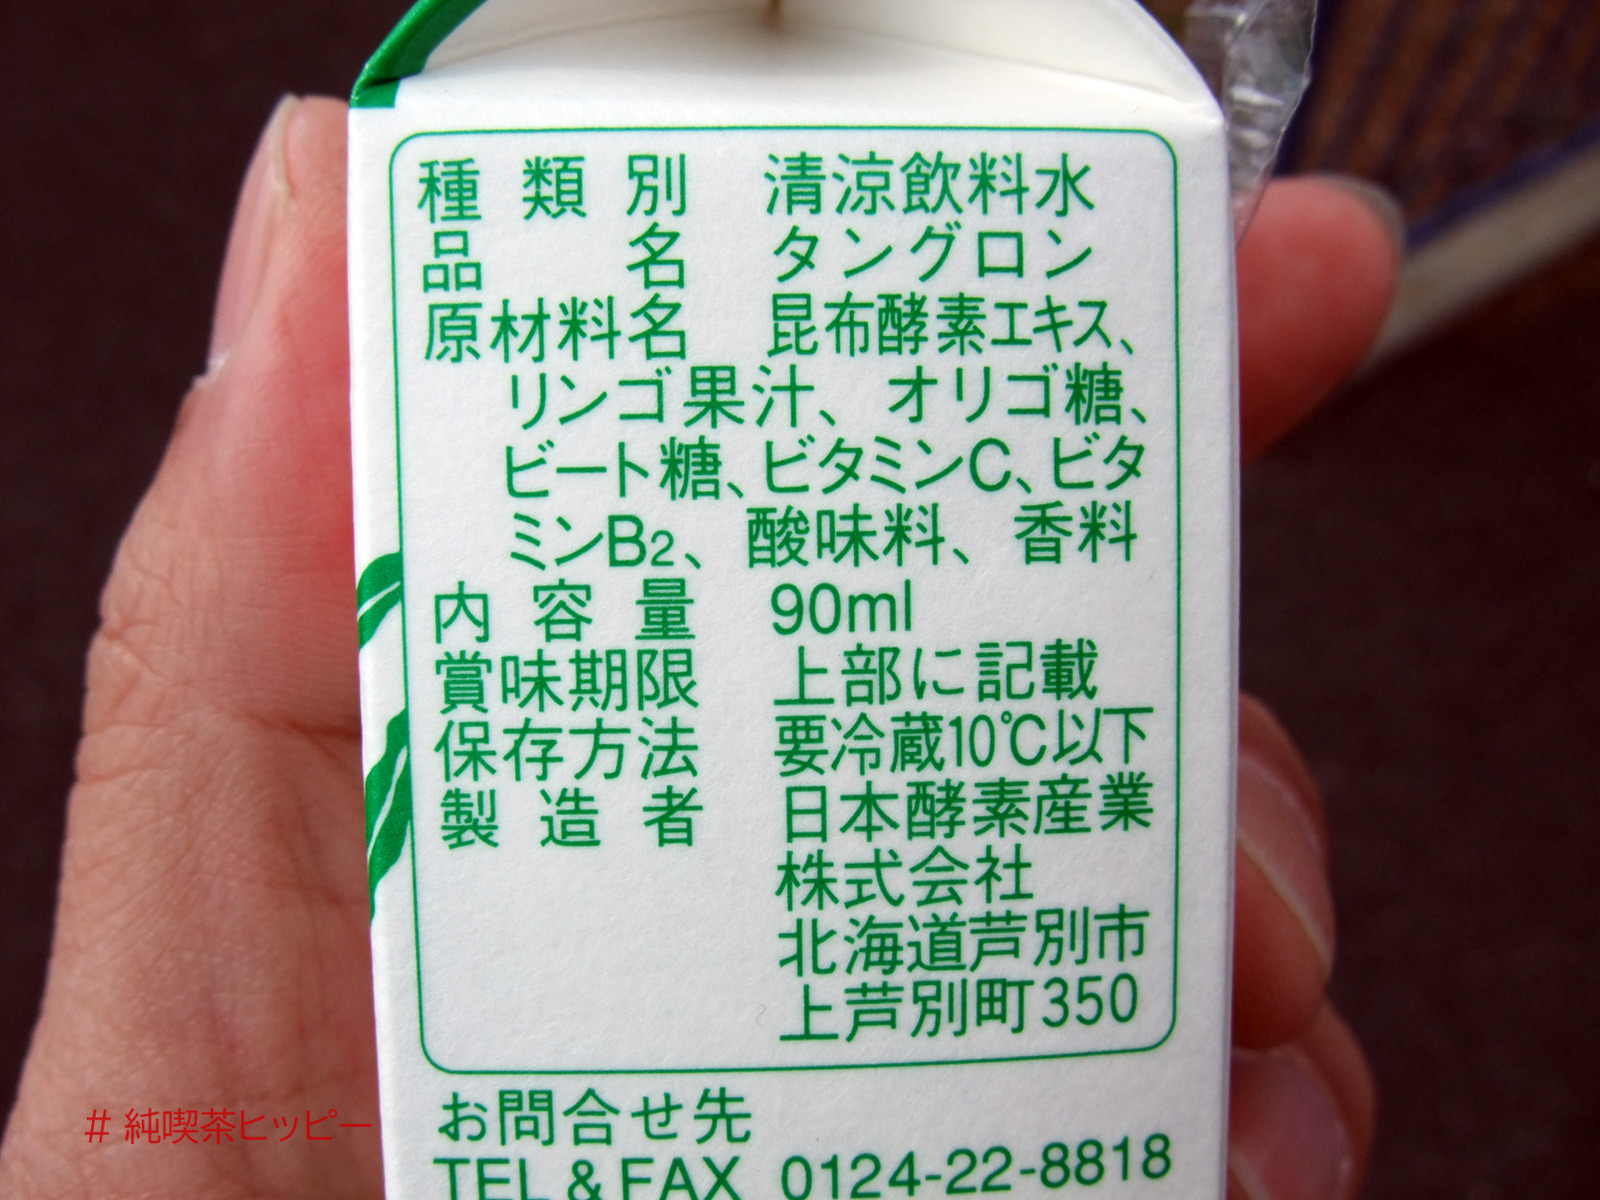 種類別 清涼飲料水
品名 タングロン
原材料名 昆布酵素エキス、
リンゴ果汁、オリゴ糖、
ビート糖、ビタミンC、ビタ
ミンB2、酸味料、香料
内容量 90ml
賞味期限 上部に記載
保存方法 要冷蔵10℃以下
製造者 日本酵素産業
株式会社
北海道芦別市
上芦別町350
お問合せ先
TEL & FAX 0124-22-8818
# 純喫茶ヒッピー